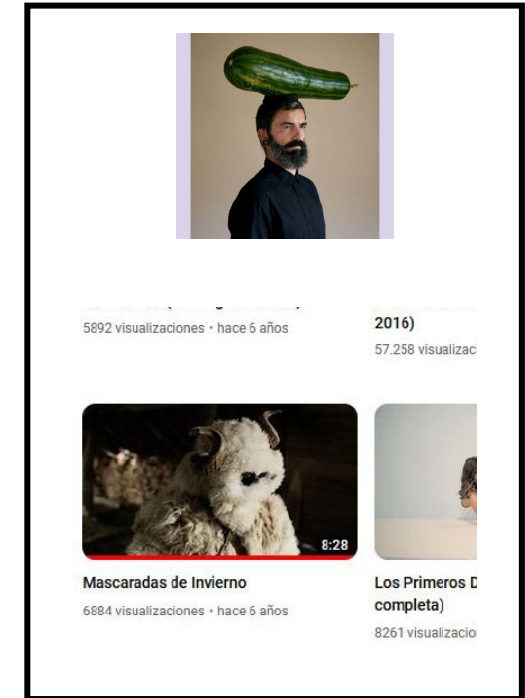 5892 visualizaciones • hace 6 años
2016)
57.258 visualizac
8:28
Mascaradas de Invierno
6884 visualizaciones • hace 6 años
Los Primeros D
completa)
8261 visualizacio